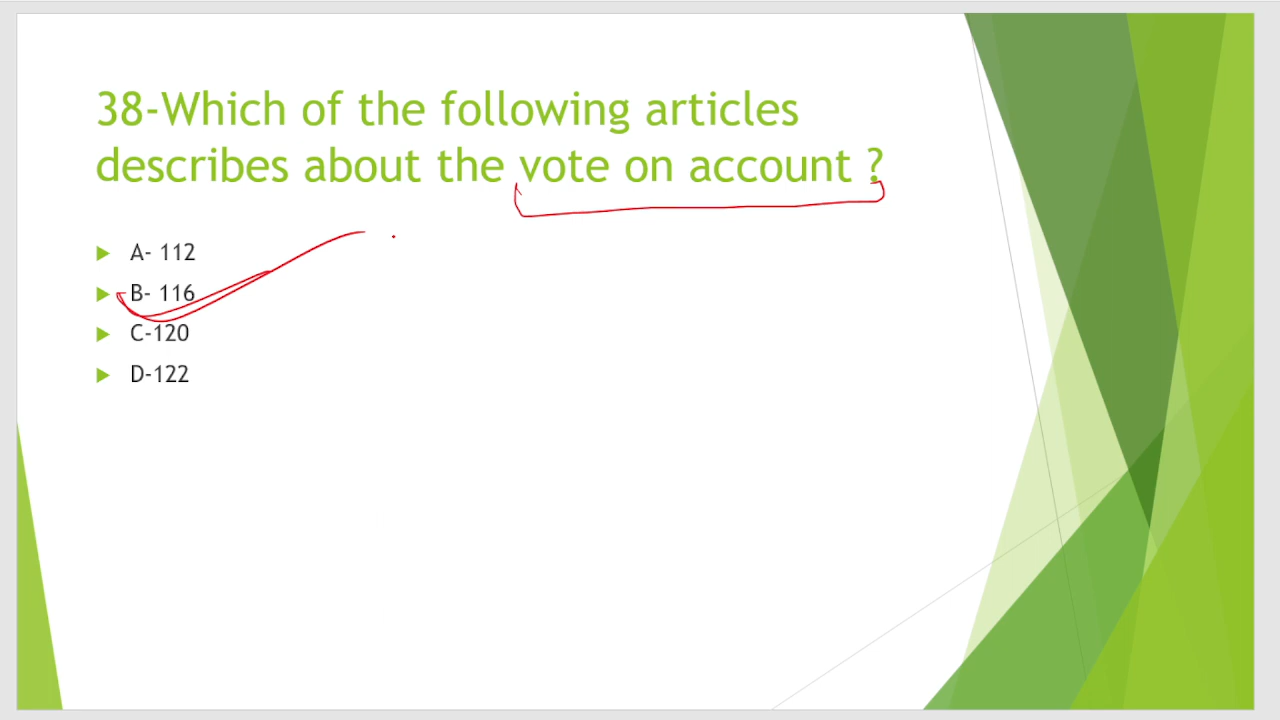 38-Which of the following articles
describes about the vote on account ?
A- 112
B- 116
C-120
D-122